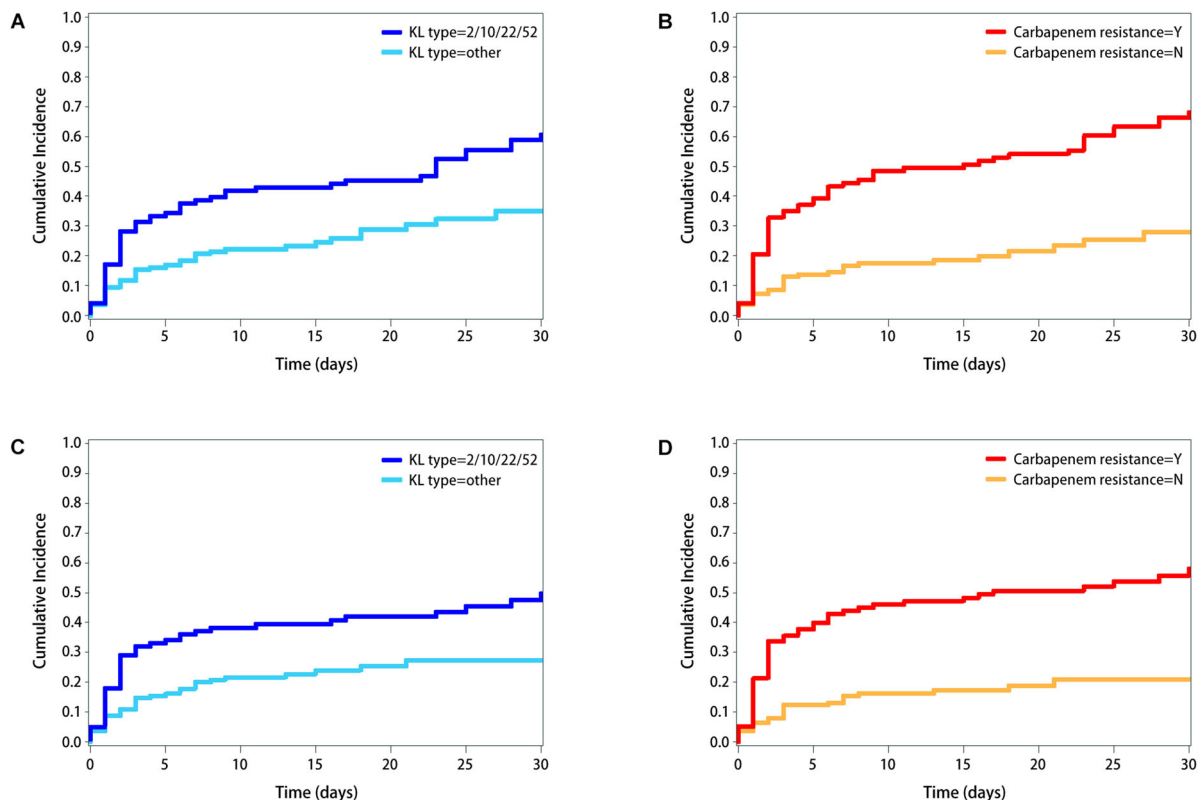 A
KL type=2/10/22/52
KL type=other
Cumulative Incidence
1.0
0.9
0.8
0.7
0.6
0.5
0.4
0.3
0.2
0.1
0.0
0 5 10 15 20 25 30
Time (days)
B
Carbapenem resistance=Y
Carbapenem resistance=N
Cumulative Incidence
1.0
0.9
0.8
0.7
0.6
0.5
0.4
0.3
0.2
0.1
0.0
0 5 10 15 20 25 30
Time (days)
C
KL type=2/10/22/52
KL type=other
Cumulative Incidence
1.0
0.9
0.8
0.7
0.6
0.5
0.4
0.3
0.2
0.1
0.0
0 5 10 15 20 25 30
Time (days)
D
Carbapenem resistance=Y
Carbapenem resistance=N
Cumulative Incidence
1.0
0.9
0.8
0.7
0.6
0.5
0.4
0.3
0.2
0.1
0.0
0 5 10 15 20 25 30
Time (days)